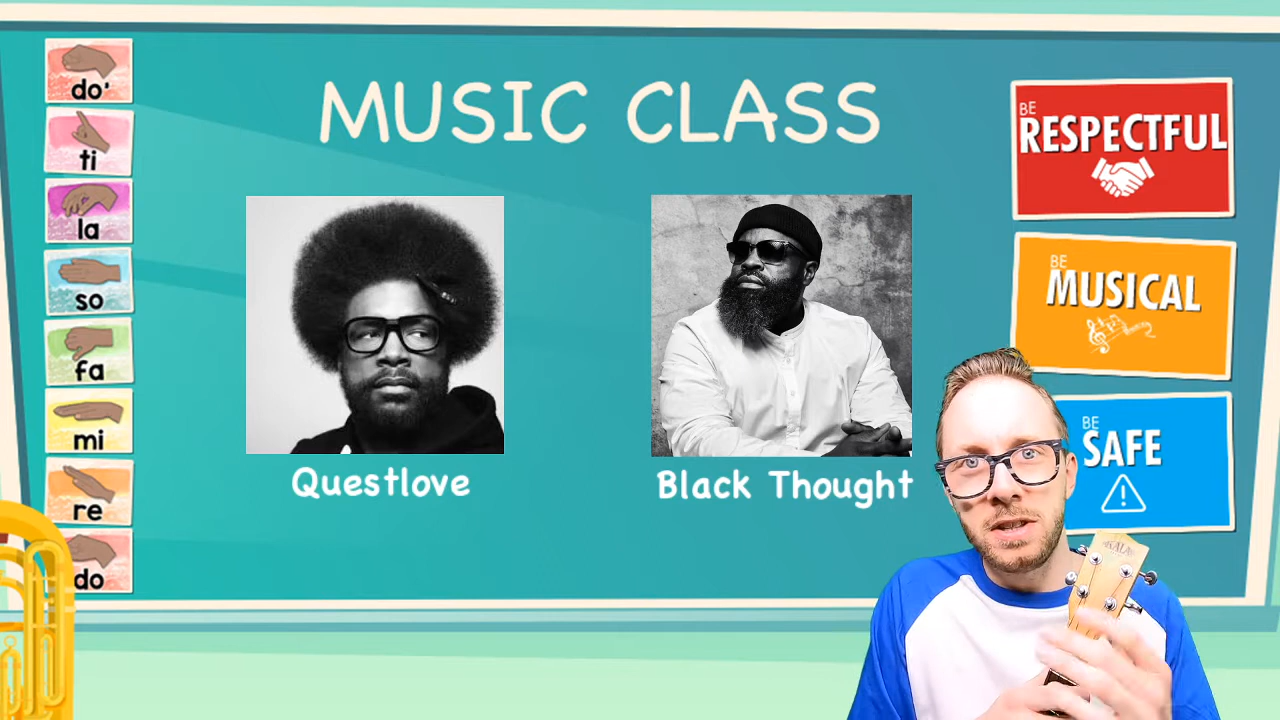 MUSIC CLASS
do'
ti
la
so
fa
mi
re
do
Questlove
Black Thought
BE
RESPECTFUL
BE
MUSICAL
BE
SAFE
KALA